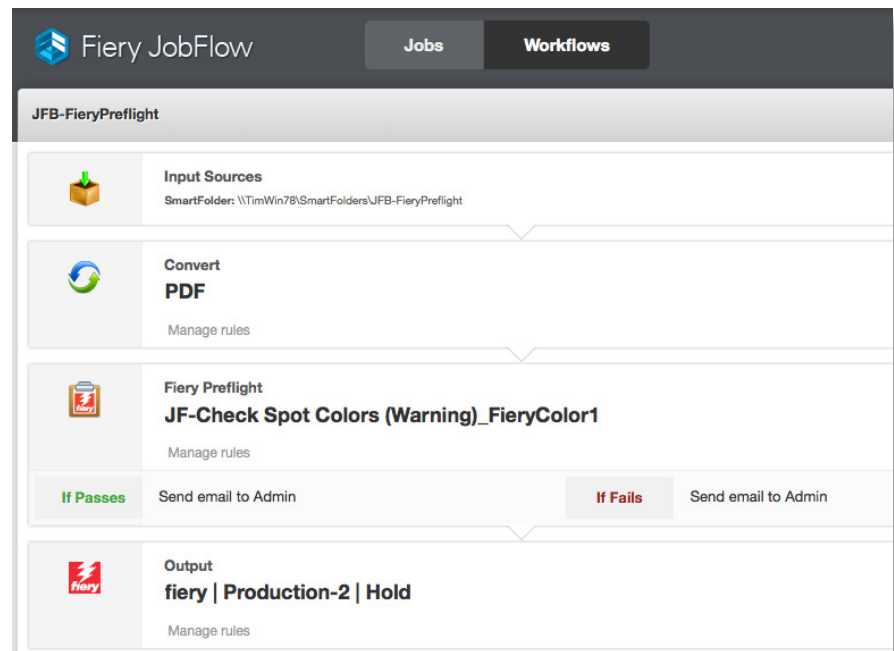 Fiery JobFlow
Jobs
Workflows
JFB-FieryPreflight
Input Sources
SmartFolder: \\TimWin78\SmartFolders\JFB-FieryPreflight
Convert
PDF
Manage rules
fiery
Fiery Preflight
JF-Check Spot Colors (Warning)_FieryColor1
Manage rules
If Passes
Send email to Admin
If Fails
Send email to Admin
fiery
Output
fiery | Production-2 | Hold
Manage rules